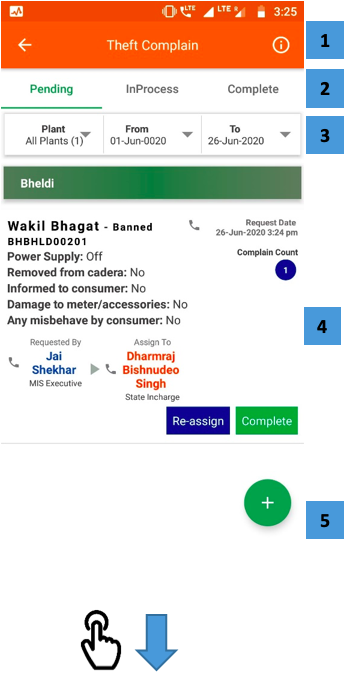 LTE LTE 3:25
Theft Complain
1
Pending InProcess Complete
2
Plant From To
All Plants (1) 01-Jun-0020 26-Jun-2020
3
Bheldi
Wakil Bhagat - Banned
BHBHLD00201
Request Date
26-Jun-2020 3:24 pm
Power Supply: Off
Complain Count
Removed from cadera: No
1
Informed to consumer: No
Damage to meter/accessories: No
Any misbehave by consumer: No
4
Requested By
Jai
Shekhar
MIS Executive
Assign To
Dharmraj
Bishnudeo
Singh
State Incharge
Re-assign Complete
+
5